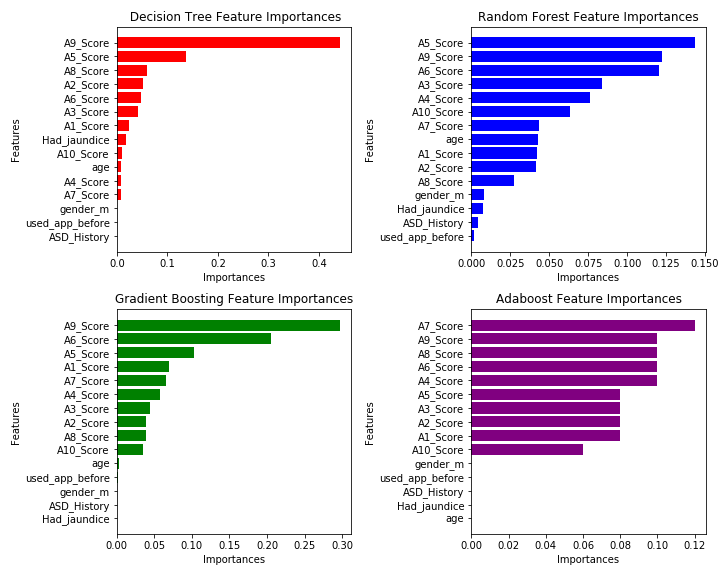 Decision Tree Feature Importances
Features
A9_Score
A5_Score
A8_Score
A2_Score
A6_Score
A3_Score
A1_Score
Had_jaundice
A10_Score
age
A4_Score
A7_Score
gender_m
used_app_before
ASD_History
0.0 0.1 0.2 0.3 0.4
Importances
Random Forest Feature Importances
Features
A5_Score
A9_Score
A6_Score
A3_Score
A4_Score
A10_Score
A7_Score
age
A1_Score
A2_Score
A8_Score
gender_m
Had_jaundice
ASD_History
used_app_before
0.000 0.025 0.050 0.075 0.100 0.125 0.150
Importances
Gradient Boosting Feature Importances
Features
A9_Score
A6_Score
A5_Score
A1_Score
A7_Score
A4_Score
A3_Score
A2_Score
A8_Score
A10_Score
age
used_app_before
gender_m
ASD_History
Had_jaundice
0.00 0.05 0.10 0.15 0.20 0.25 0.30
Importances
Adaboost Feature Importances
Features
A7_Score
A9_Score
A8_Score
A6_Score
A4_Score
A5_Score
A3_Score
A2_Score
A1_Score
A10_Score
gender_m
used_app_before
ASD_History
Had_jaundice
age
0.00 0.02 0.04 0.06 0.08 0.10 0.12
Importances